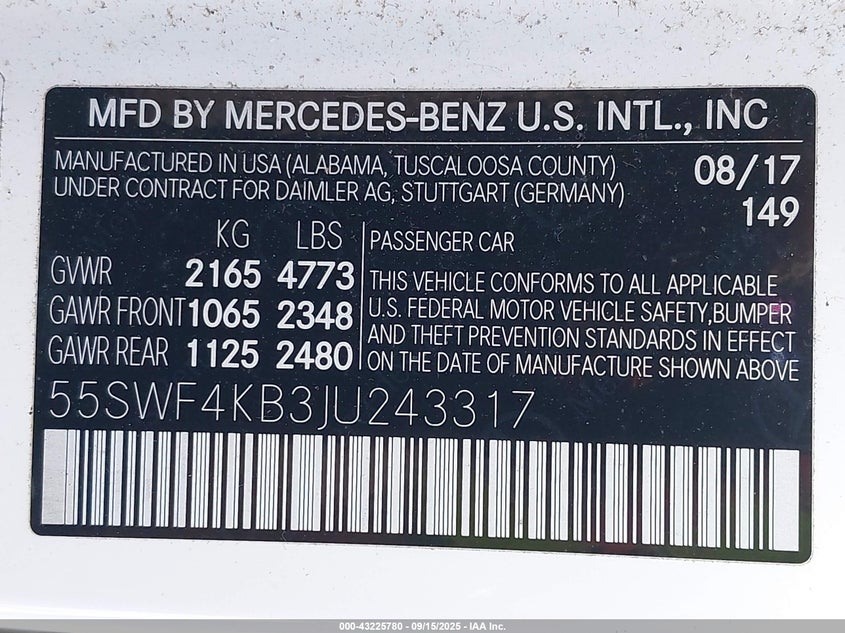 MFD BY MERCEDES-BENZ U.S. INTL., INC
MANUFACTURED IN USA (ALABAMA, TUSCALOOSA COUNTY)
UNDER CONTRACT FOR DAIMLER AG, STUTTGART (GERMANY)
08/17
149
KG LBS
GVWR 2165 4773
GAWR FRONT 1065 2348
GAWR REAR 1125 2480
PASSENGER CAR
THIS VEHICLE CONFORMS TO ALL APPLICABLE
U.S. FEDERAL MOTOR VEHICLE SAFETY,BUMPER
AND THEFT PREVENTION STANDARDS IN EFFECT
ON THE DATE OF MANUFACTURE SHOWN ABOVE
55SWF4KB3JU243317
000-43225780 - 09/15/2025 - IAA Inc.